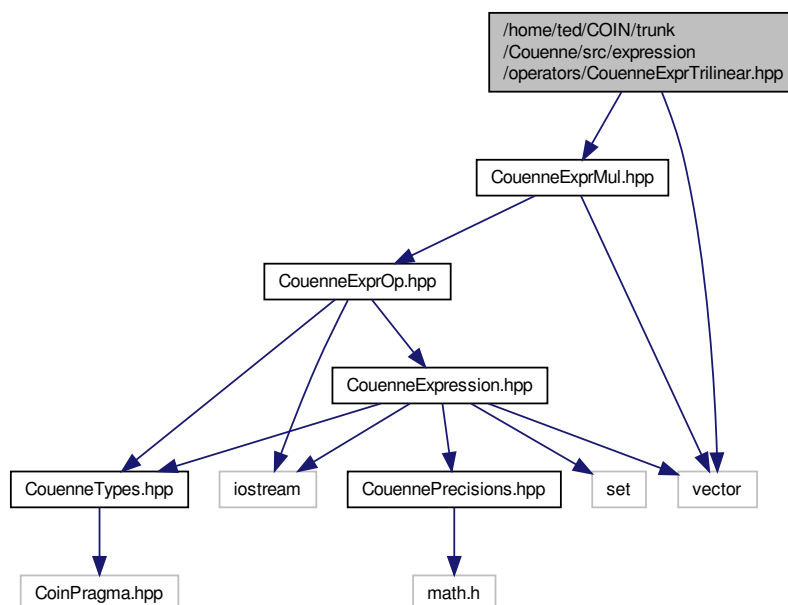 /home/ted/COIN/trunk
/Couenne/src/expression
/operators/CouenneExprTrilinear.hpp
CouenneExprMul.hpp
CouenneExprOp.hpp
CouenneExpression.hpp
CouenneTypes.hpp
iostream
CouennePrecisions.hpp
set
vector
CoinPragma.hpp
math.h